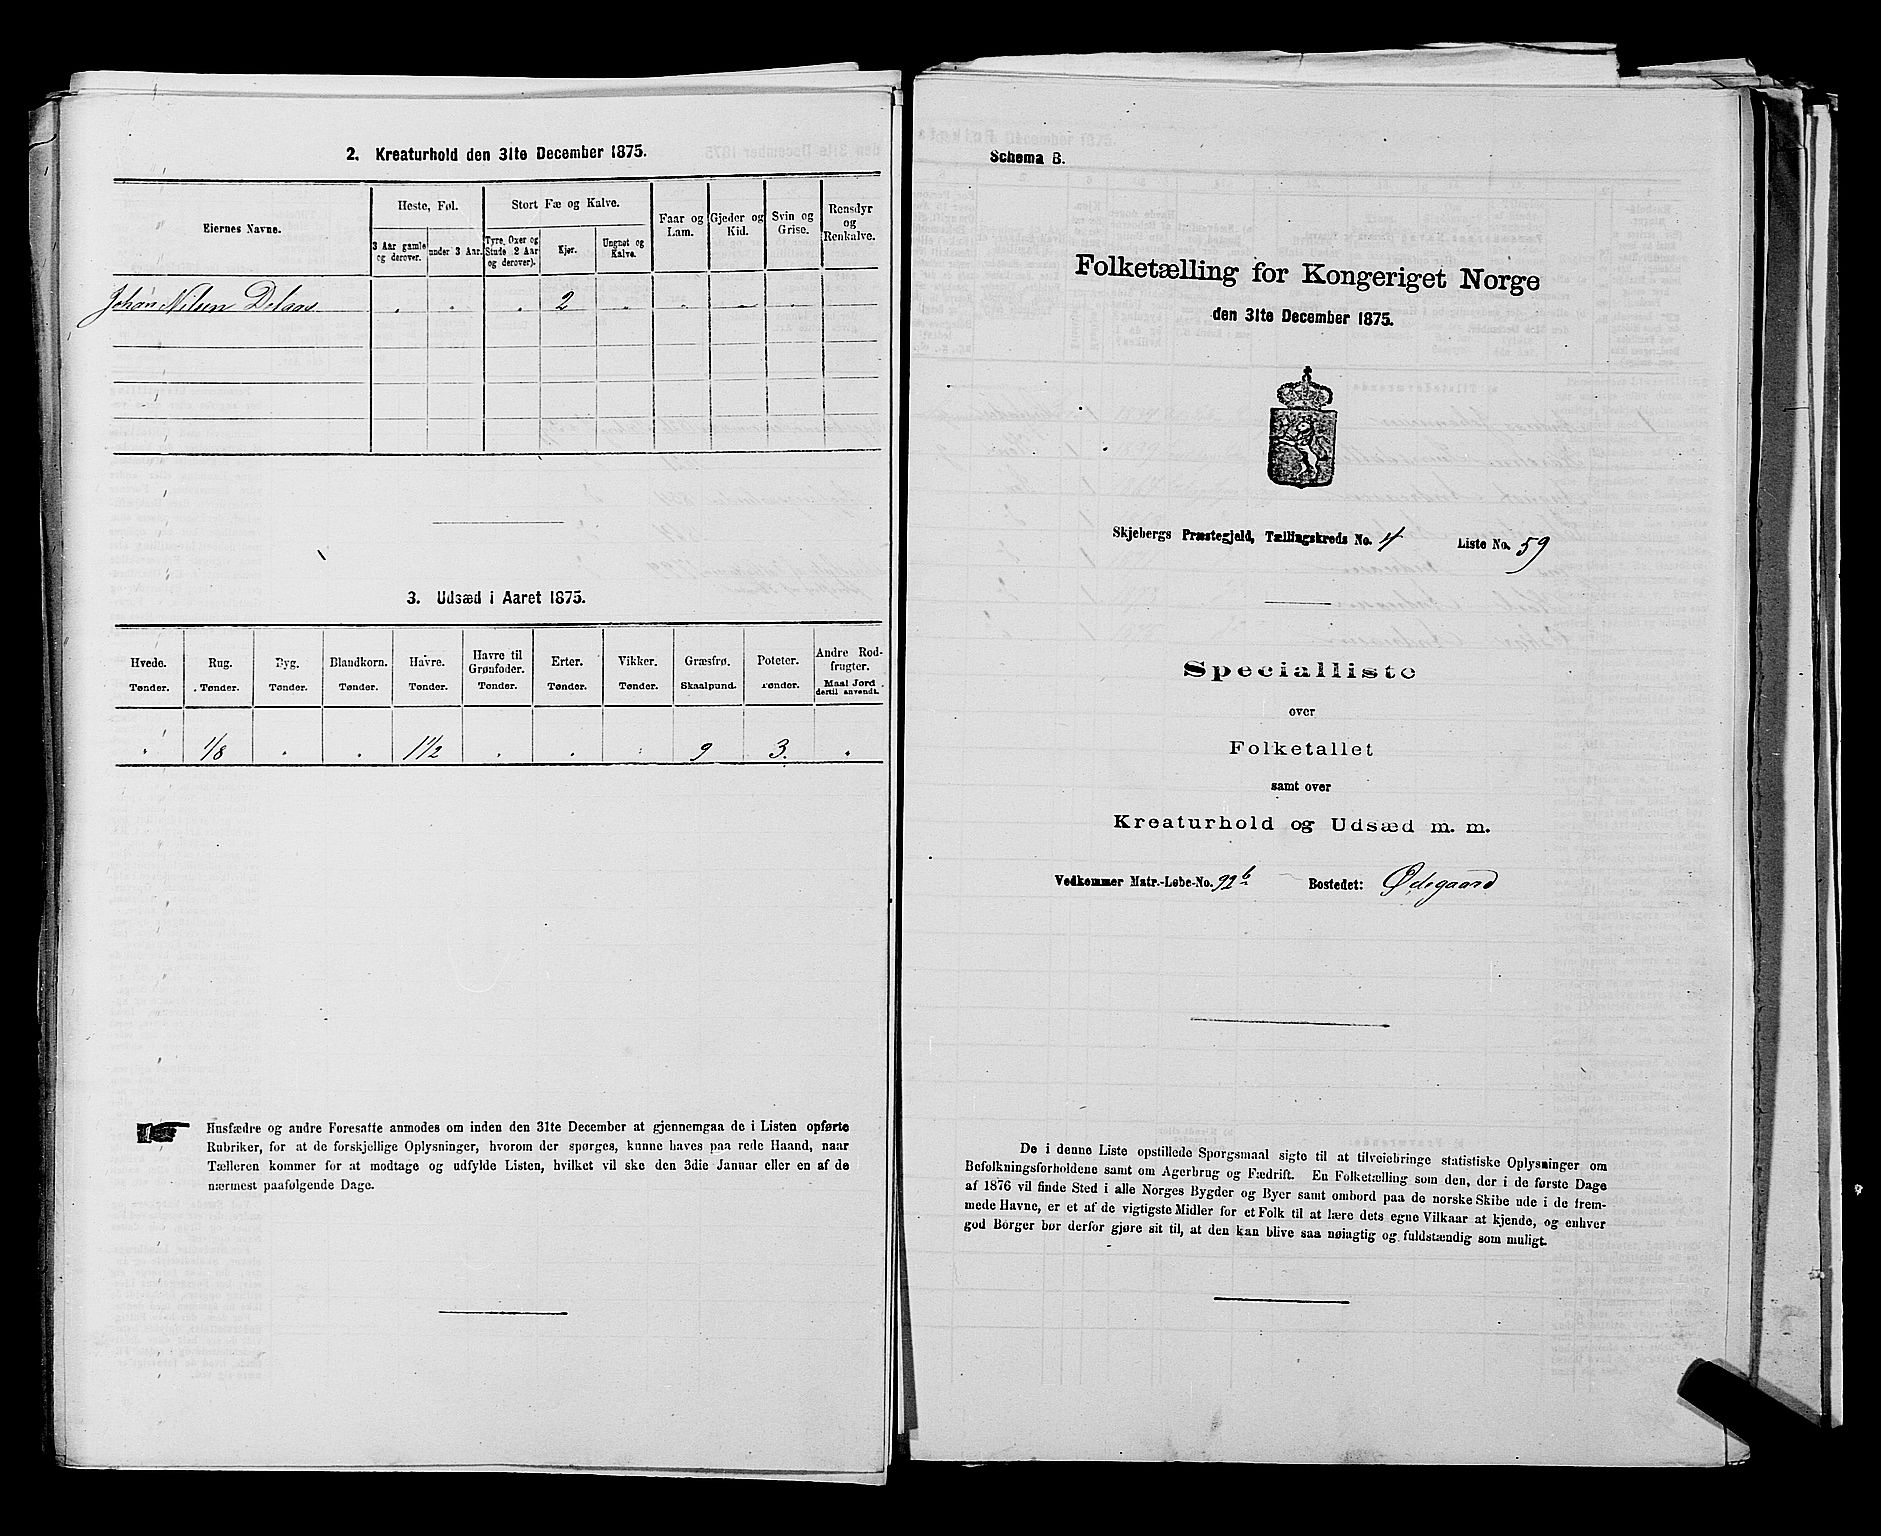 2. Kreaturhold den 31te December 1875.
Eiernes Navne.
Heste, Føl.
Stort Fæ og Kalve.
Faar og Lam.
Gjeder og Kid.
Svin og Grise.
Rensdyr og Renkalve.
3 Aar gamle og derover.
under 3 Aar.
Tyre, Oxer og Stude 2 Aar og derover).
Kjør.
Ungnøt og Kalve.
Johan Nilsen " " " 2 " " " "
3. Udsæd i Aaret 1875.
Hvede. Rug. Byg. Blandkorn. Havre. Havre til Grønfoder. Erter. Vikker. Græsfrø. Poteter. Andre Rodfrugter.
Tønder. Tønder. Tønder. Tønder. Tønder. Tønder. Tønder. Tønder. Skaalpund. Tønder. Maal Jord dertil anvendt.
" 1/8 " " 1 1/2 " " " 9 3. "
Husfædre og andre Foresatte anmodes om inden den 31te December at gjennemgaa de i Listen opførte
Rubriker, for at de forskjellige Oplysninger, hvorom der spørges, kunne haves paa rede Haand, naar
Tælleren kommer for at modtage og udfylde Listen, hvilket vil ske den 3die Januar eller en af de
nærmest paafølgende Dage.
Schema B.
Folketælling for Kongeriget Norge
den 31te December 1875.
Skjebergs Præstegjeld, Tællingskreds No. 4 Liste No. 59
Specialliste
over
Folketallet
samt over
Kreaturhold og Udsæd m. m.
Vedkommer Matr.-Løbe-No. 92b Bostedet: Ødegaard
De i denne Liste opstillede Spørgsmaal sigte til at tilveiebringe statistiske Oplysninger om
Befolkningsforholdene samt om Agerbrug og Fædrift. En Folketælling som den, der i de første Dage
af 1876 vil finde Sted i alle Norges Bygder og Byer samt ombord paa de norske Skibe ude i de frem-
mede Havne, er et af de vigtigste Midler for et Folk til at lære dets egne Vilkaar at kjende, og enhver
god Borger bør derfor gjøre sit til, at den kan blive saa nøiagtig og fuldstændig som muligt.